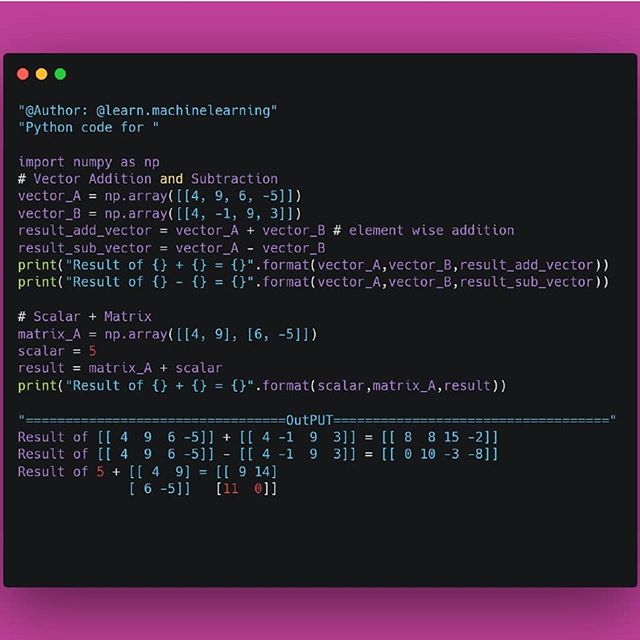 "@Author: @learn.machinelearning"
"Python code for "
import numpy as np
# Vector Addition and Subtraction
vector_A = np.array([[4, 9, 6, -5]])
vector_B = np.array([[4, -1, 9, 3]])
result_add_vector = vector_A + vector_B # element wise addition
result_sub_vector = vector_A - vector_B
print("Result of {} + {} = {}".format(vector_A,vector_B,result_add_vector))
print("Result of {} - {} = {}".format(vector_A,vector_B,result_sub_vector))
# Scalar + Matrix
matrix_A = np.array([[4, 9], [6, -5]])
scalar = 5
result = matrix_A + scalar
print("Result of {} + {} = {}".format(scalar,matrix_A,result))
"=================================OutPUT==================================="
Result of [[ 4  9  6 -5]] + [[ 4 -1  9  3]] = [[ 8  8 15 -2]]
Result of [[ 4  9  6 -5]] - [[ 4 -1  9  3]] = [[ 0 10 -3 -8]]
Result of 5 + [[ 4  9] = [[ 9 14]
              [ 6 -5]]   [11  0]]